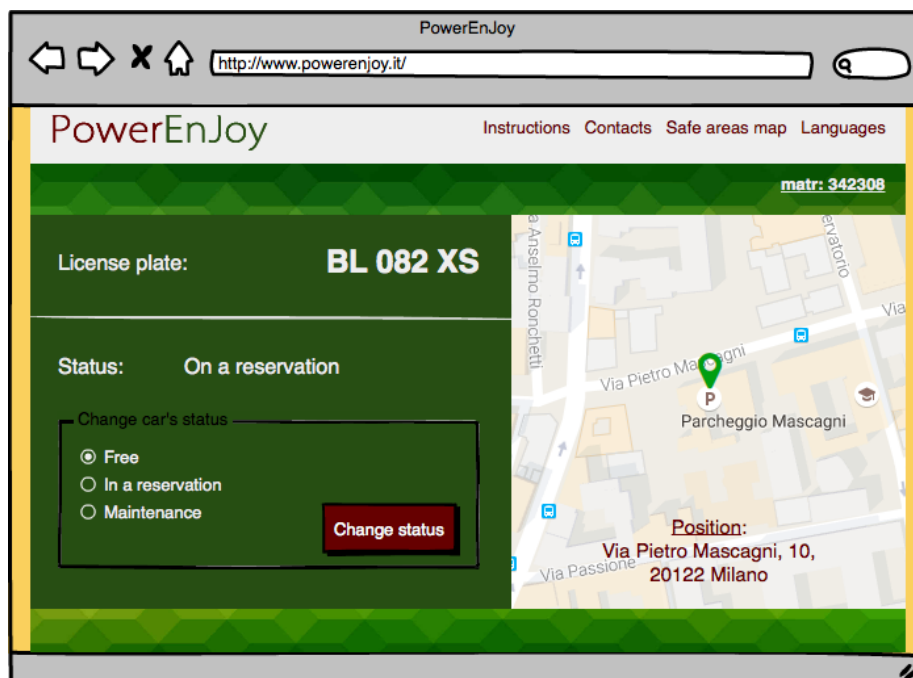 PowerEnJoy
http://www.powerenjoy.it/
PowerEnJoy
Instructions Contacts Safe areas map Languages
matr: 342308
License plate: BL 082 XS
Status: On a reservation
Change car's status
Free
In a reservation
Maintenance
Change status
a Anselmo Ronchetti
ervatorio
Via
Via Pietro Mascagni
P
Parcheggio Mascagni
Via Passione
Position:
Via Pietro Mascagni, 10,
20122 Milano